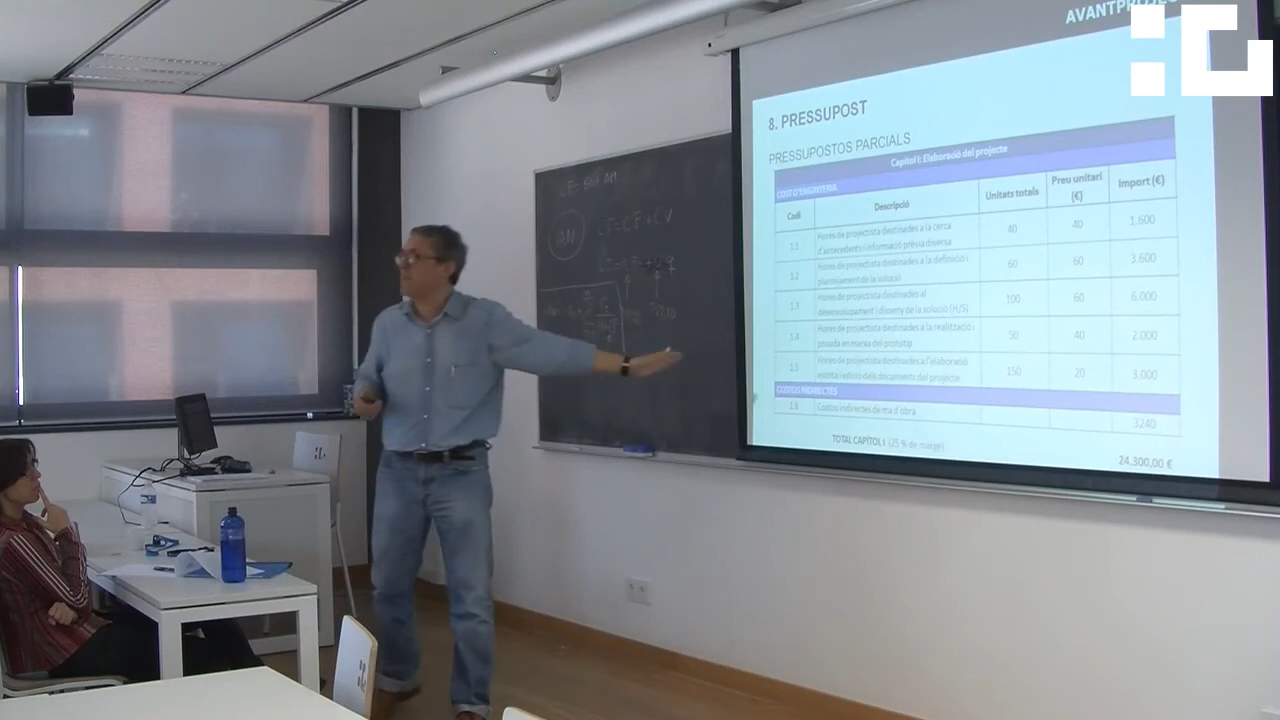 AVANTPROJEC
8. PRESSUPOST
PRESSUPOSTOS PARCIALS
Capítol I: Elaboració del projecte
COST D'ENGINYERIA
Codi Descripció Unitats totals Preu unitari (€) Import (€)
1.1 Hores de projectista destinades a la cerca d'antecedents i informació prèvia diversa 40 40 1.600
1.2 Hores de projectista destinades a la definició i plantejament de la solució 60 60 3.600
1.3 Hores de projectista destinades al desenvolupament i disseny de la solució (H/S) 100 60 6.000
1.4 Hores de projectista destinades a la realització i posada en marxa del prototip 50 40 2.000
1.5 Hores de projectista destinades a l'elaboració escrita i edició dels documents del projecte 150 20 3.000
COSTOS INDIRECTES
1.6 Costos indirectes de ma d'obra 3240
TOTAL CAPÍTOL I (25 % de marge) 24.300,00 €
CT=CF+CV